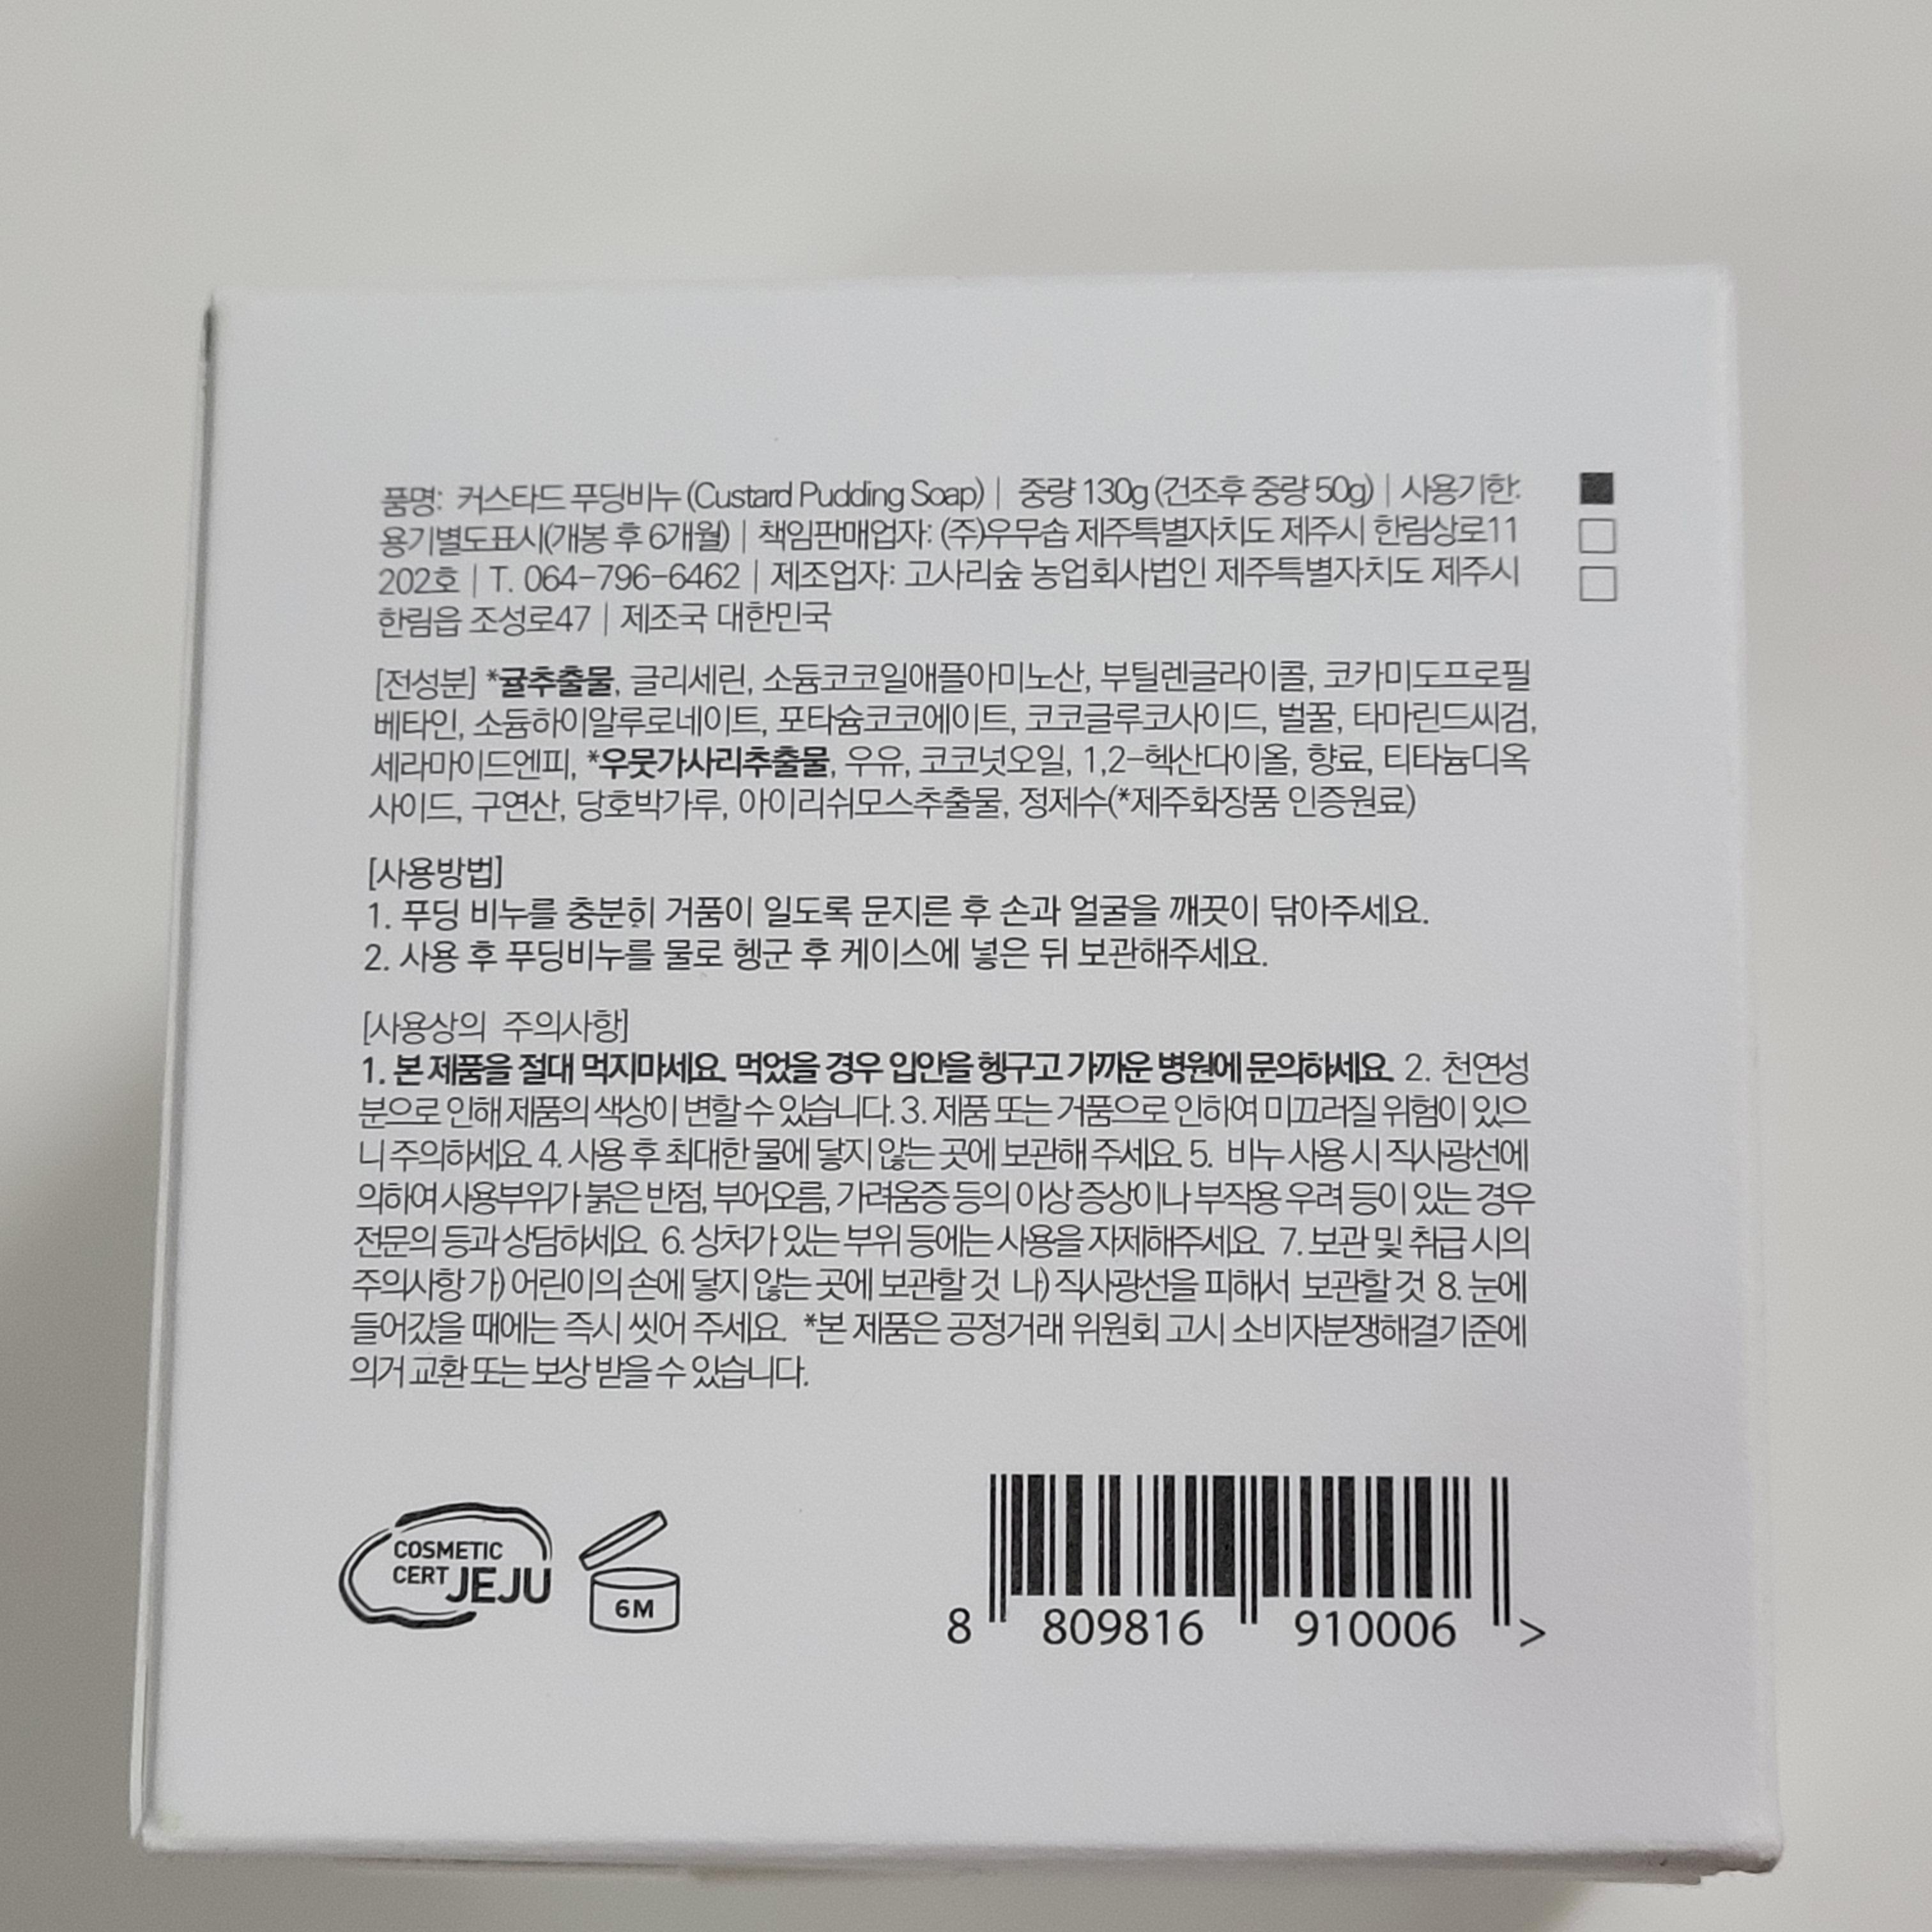 품명: 커스타드 푸딩비누 (Custard Pudding Soap) | 중량 130g (건조후 중량 50g) | 사용기한:
용기별도표시(개봉 후 6개월) | 책임판매업자: (주)우무솝 제주특별자치도 제주시 한림상로11
202호 | T. 064-796-6462 | 제조업자: 고사리숲 농업회사법인 제주특별자치도 제주시
한림읍 조성로47 | 제조국 대한민국
[전성분] *귤추출물, 글리세린, 소듐코코일애플아미노산, 부틸렌글라이콜, 코카미도프로필
베타인, 소듐하이알루로네이트, 포타슘코코에이트, 코코글루코사이드, 벌꿀, 타마린드씨검,
세라마이드엔피, *우뭇가사리추출물, 우유, 코코넛오일, 1,2-헥산다이올, 향료, 티타늄디옥
사이드, 구연산, 당호박가루, 아이리쉬모스추출물, 정제수(*제주화장품 인증원료)
[사용방법]
1. 푸딩 비누를 충분히 거품이 일도록 문지른 후 손과 얼굴을 깨끗이 닦아주세요.
2. 사용 후 푸딩비누를 물로 헹군 후 케이스에 넣은 뒤 보관해주세요.
[사용상의 주의사항]
1. 본 제품을 절대 먹지마세요. 먹었을 경우 입안을 헹구고 가까운 병원에 문의하세요. 2. 천연성
분으로 인해 제품의 색상이 변할 수 있습니다. 3. 제품 또는 거품으로 인하여 미끄러질 위험이 있으
니 주의하세요. 4. 사용 후 최대한 물에 닿지 않는 곳에 보관해 주세요. 5. 비누 사용 시 직사광선에
의하여 사용부위가 붉은 반점, 부어오름, 가려움증 등의 이상 증상이나 부작용 우려 등이 있는 경우
전문의 등과 상담하세요. 6. 상처가 있는 부위 등에는 사용을 자제해주세요. 7. 보관 및 취급 시의
주의사항 가) 어린이의 손에 닿지 않는 곳에 보관할 것 나) 직사광선을 피해서 보관할 것 8. 눈에
들어갔을 때에는 즉시 씻어 주세요. *본 제품은 공정거래 위원회 고시 소비자분쟁해결기준에
의거 교환 또는 보상 받을 수 있습니다.
COSMETIC
CERT JEJU
6M
8 809816 910006 >